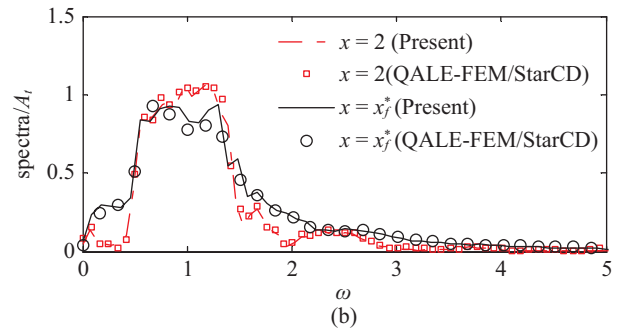 1.5
1
0.5
0
spectra/Aₜ
x = 2 (Present)
x = 2(QALE-FEM/StarCD)
x = x*f (Present)
x = x*f (QALE-FEM/StarCD)
0 1 2 3 4 5
ω
(b)